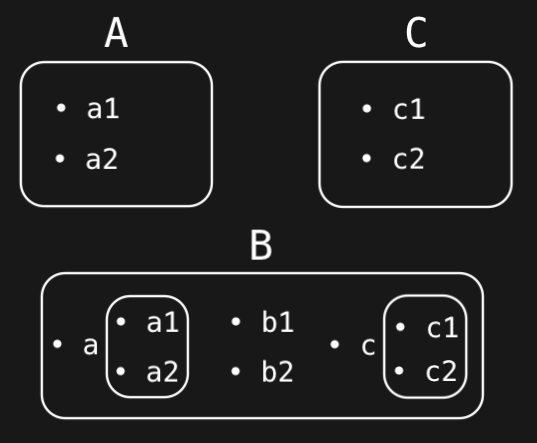 A C
• a1 • c1
• a2 • c2
B
• a1 • b1 • c1
• a • c
• a2 • b2 • c2